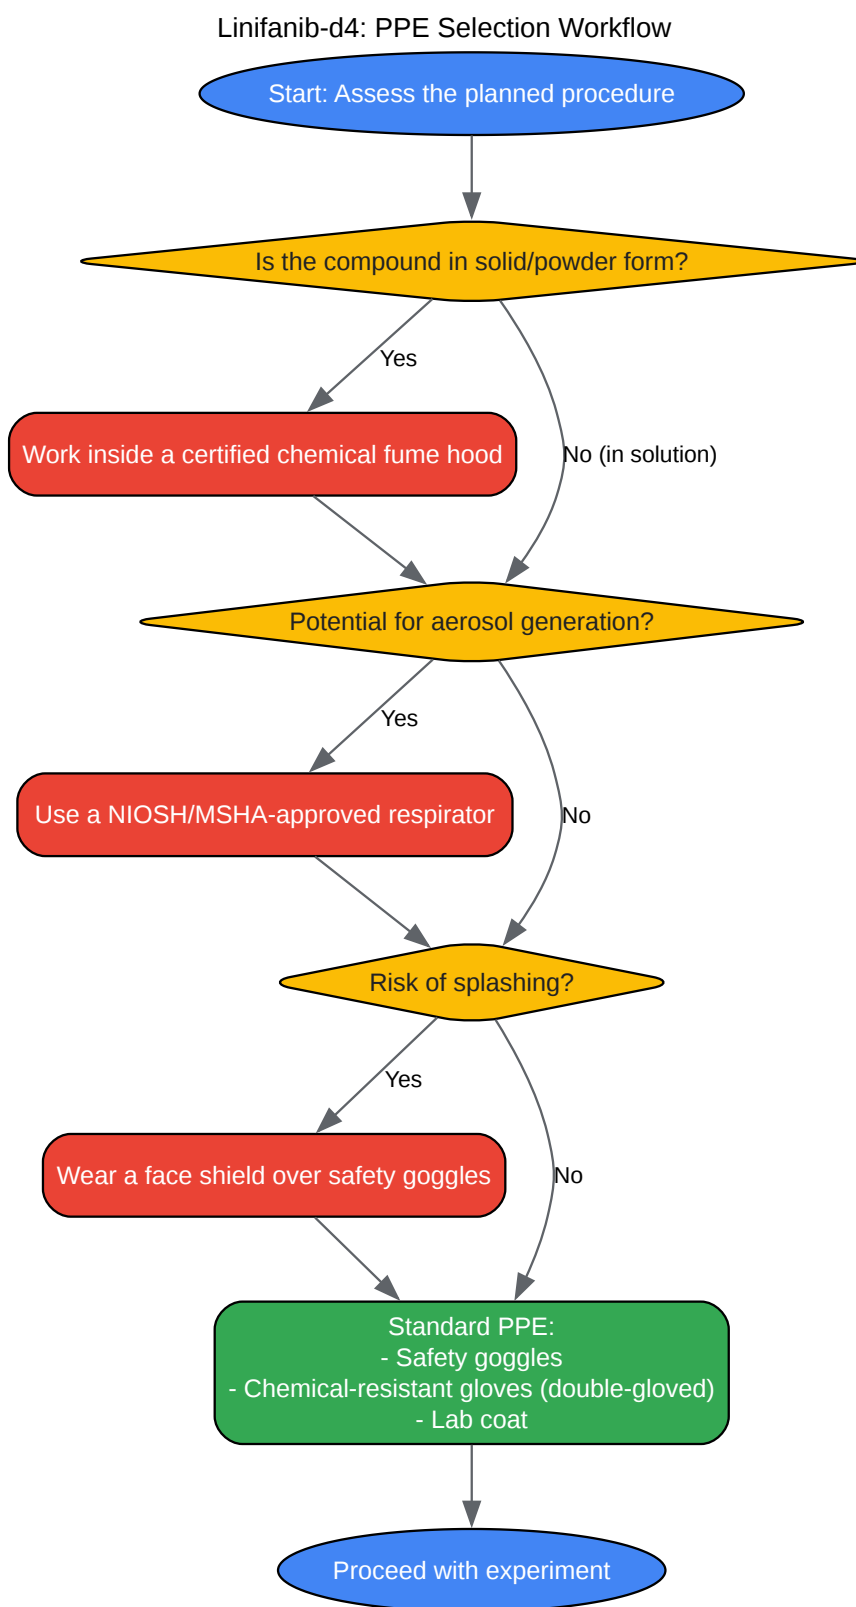 Linifanib-d4: PPE Selection Workflow
Start: Assess the planned procedure
Is the compound in solid/powder form?
Yes
Work inside a certified chemical fume hood
No (in solution)
Potential for aerosol generation?
Yes
Use a NIOSH/MSHA-approved respirator
No
Risk of splashing?
Yes
Wear a face shield over safety goggles
No
Standard PPE:
- Safety goggles
- Chemical-resistant gloves (double-gloved)
- Lab coat
Proceed with experiment